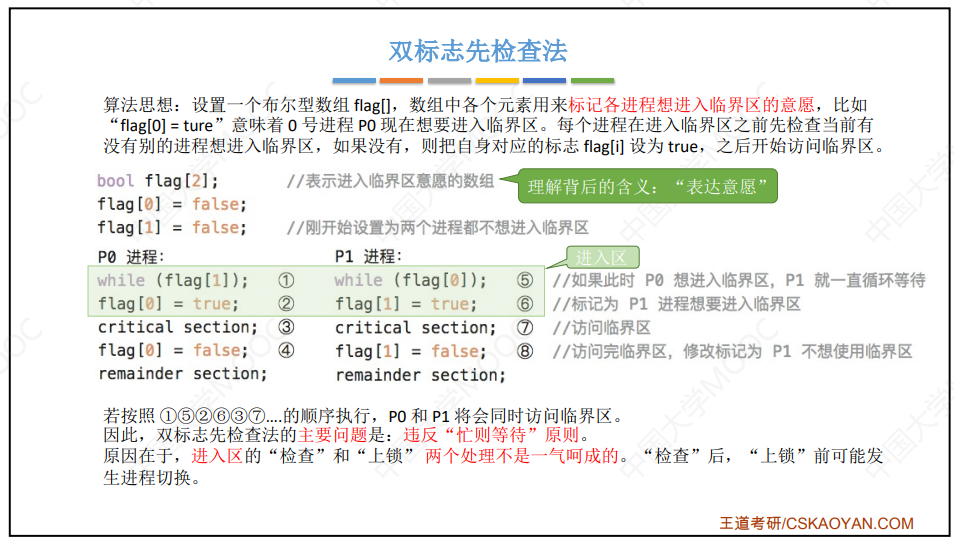 双标志先检查法
算法思想：设置一个布尔型数组 flag[]，数组中各个元素用来标记各进程想进入临界区的意愿，比如
“flag[0] = ture”意味着 0 号进程 P0 现在想要进入临界区。每个进程在进入临界区之前先检查当前有
没有别的进程想进入临界区，如果没有，则把自身对应的标志 flag[i] 设为 true，之后开始访问临界区。
bool flag[2]; //表示进入临界区意愿的数组
理解背后的含义：“表达意愿”
flag[0] = false;
flag[1] = false; //刚开始设置为两个进程都不想进入临界区
P0 进程: P1 进程: 进入区
while (flag[1]); ① while (flag[0]); ⑤ //如果此时 P0 想进入临界区，P1 就一直循环等待
flag[0] = true; ② flag[1] = true; ⑥ //标记为 P1 进程想要进入临界区
critical section; ③ critical section; ⑦ //访问临界区
flag[0] = false; ④ flag[1] = false; ⑧ //访问完临界区，修改标记为 P1 不想使用临界区
remainder section; remainder section;
若按照 ①⑤②⑥③⑦….的顺序执行，P0 和 P1 将会同时访问临界区。
因此，双标志先检查法的主要问题是：违反“忙则等待”原则。
原因在于，进入区的“检查”和“上锁” 两个处理不是一气呵成的。“检查”后，“上锁”前可能发
生进程切换。
王道考研/CSKAOYAN.COM
中国大学MOOC